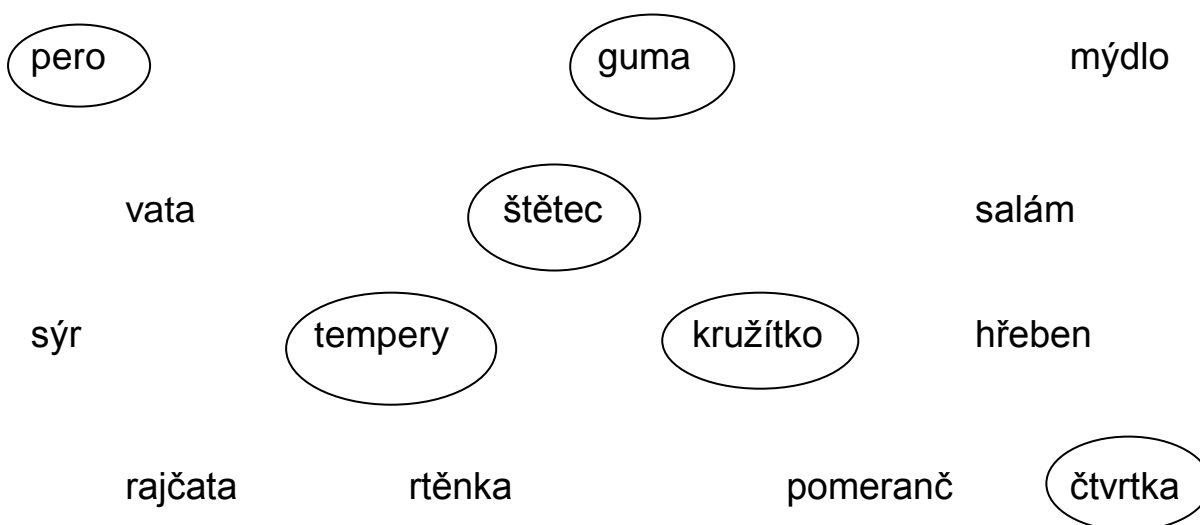 pero guma mýdlo
vata štětec salám
sýr tempery kružítko hřeben
rajčata rtěnka pomeranč čtvrtka